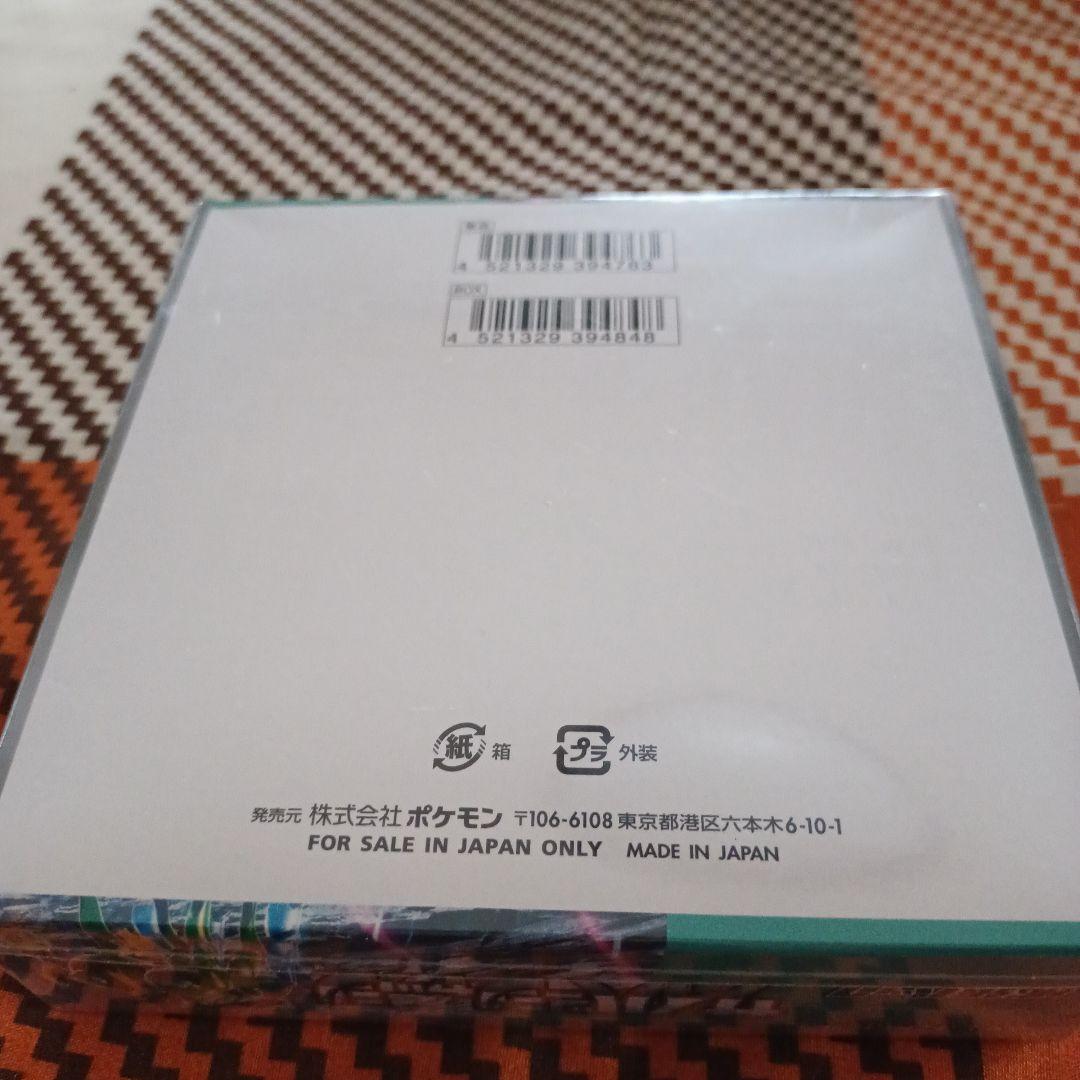 4 521329 394783
BOX
4 521329 394848
紙 箱 プラ 外装
発売元 株式会社 ポケモン 〒106-6108 東京都港区六本木6-10-1
FOR SALE IN JAPAN ONLY MADE IN JAPAN